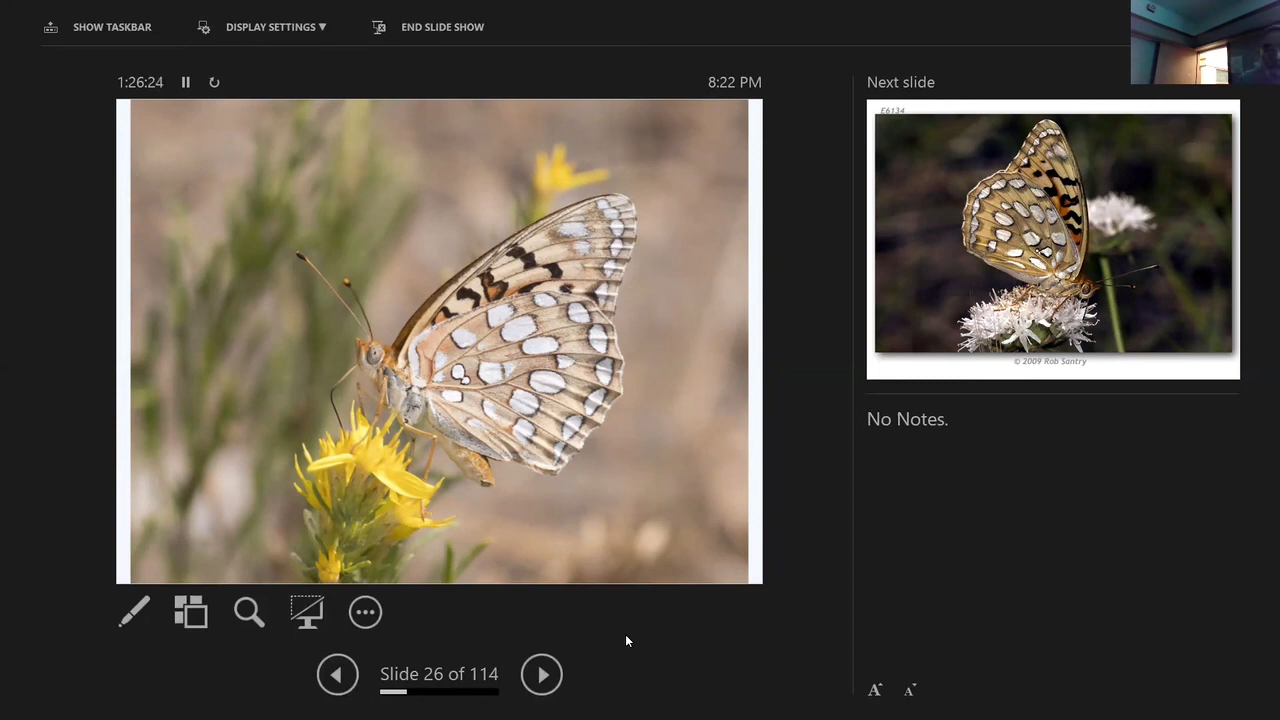 SHOW TASKBAR
DISPLAY SETTINGS ▼
END SLIDE SHOW
1:26:24
8:22 PM
Next slide
E6134
© 2009 Rob Santry
No Notes.
Slide 26 of 114
A A